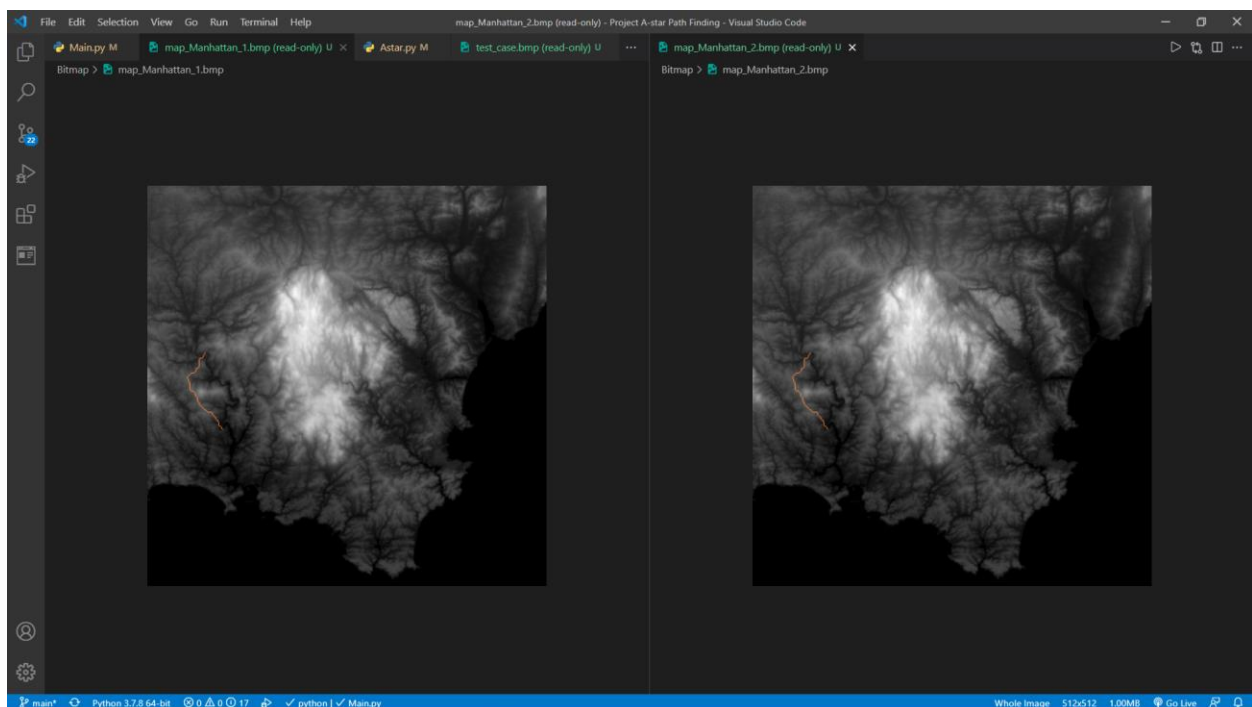 File Edit Selection View Go Run Terminal Help
map_Manhattan_2.bmp (read-only) - Project A-star Path Finding - Visual Studio Code
Main.py M
map_Manhattan_1.bmp (read-only) U
Astar.py M
test_case.bmp (read-only) U
map_Manhattan_2.bmp (read-only) U
Bitmap > map_Manhattan_1.bmp
Bitmap > map_Manhattan_2.bmp
22
main* Python 3.7.8 64-bit 0 0 17 python | Main.py
Whole Image 512x512 1.00MB Go Live